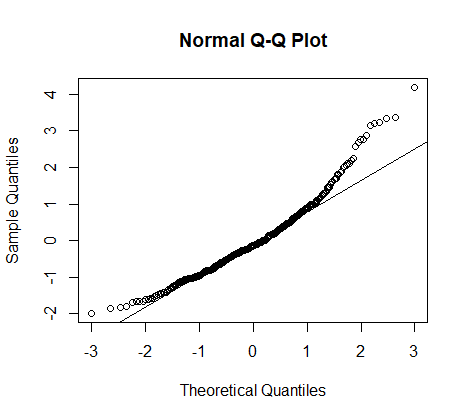 Normal Q-Q Plot
Sample Quantiles
4
3
2
1
0
-1
-2
-3 -2 -1 0 1 2 3
Theoretical Quantiles